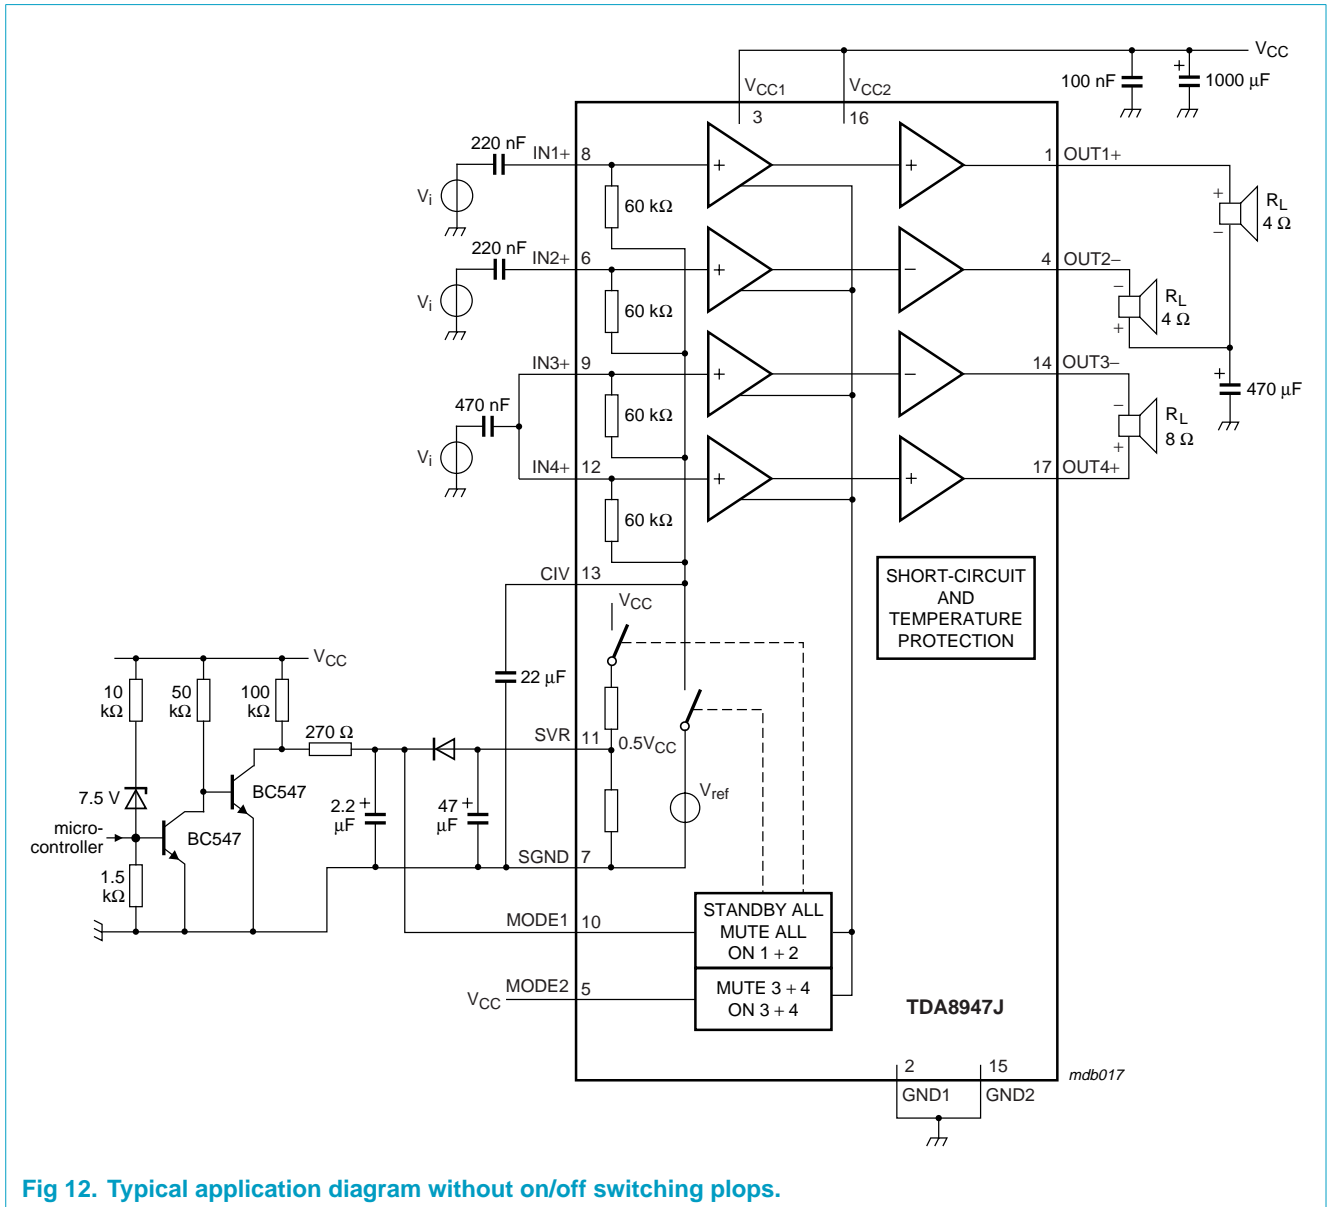 VCC
100 nF
+
1000 μF
VCC1
VCC2
3
16
220 nF
IN1+
8
+
+
1
OUT1+
Vi
60 kΩ
+
−
RL
4 Ω
220 nF
IN2+
6
+
−
4
OUT2−
Vi
60 kΩ
−
+
RL
4 Ω
IN3+
9
+
−
14
OUT3−
+
470 μF
470 nF
60 kΩ
−
+
RL
8 Ω
Vi
IN4+
12
+
+
17
OUT4+
60 kΩ
SHORT-CIRCUIT
AND
TEMPERATURE
PROTECTION
CIV
13
VCC
VCC
22 μF
10
kΩ
50
kΩ
100
kΩ
270 Ω
SVR
11
0.5VCC
7.5 V
BC547
Vref
2.2
μF
+
47
μF
+
micro-
controller
BC547
SGND
7
1.5
kΩ
MODE1
10
STANDBY ALL
MUTE ALL
ON 1 + 2
VCC
MODE2
5
MUTE 3 + 4
ON 3 + 4
TDA8947J
2
15
GND1
GND2
mdb017
Fig 12. Typical application diagram without on/off switching plops.